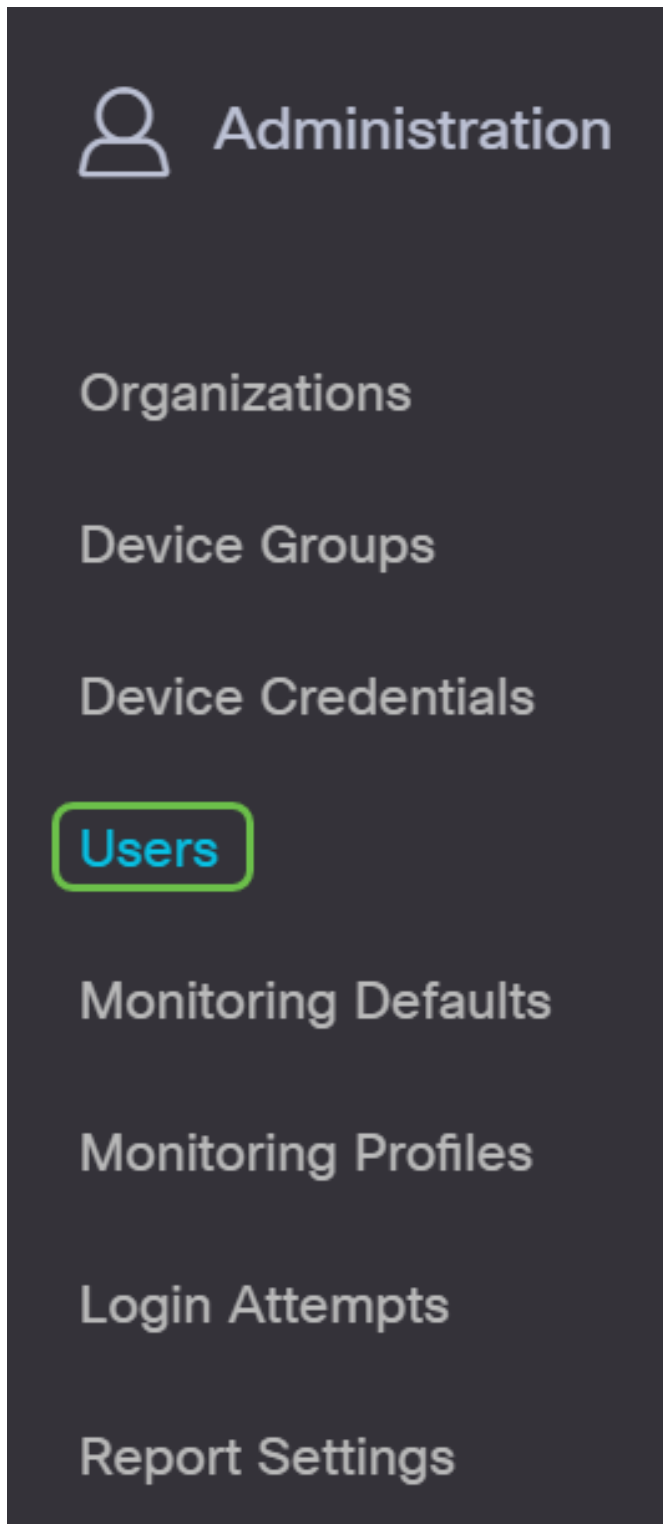 Administration
Organizations
Device Groups
Device Credentials
Users
Monitoring Defaults
Monitoring Profiles
Login Attempts
Report Settings